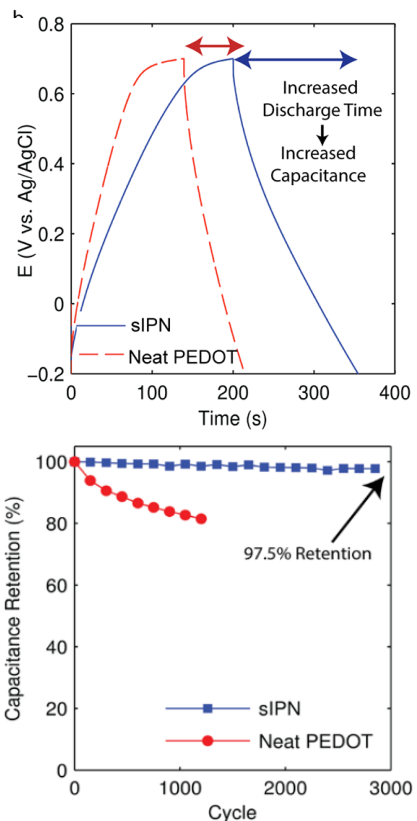 b
0.8
0.6
0.4
0.2
0
−0.2
E (V vs. Ag/AgCl)
Increased
Discharge Time
Increased
Capacitance
sIPN
Neat PEDOT
0 100 200 300 400
Time (s)
100
80
60
40
20
0
Capacitance Retention (%)
97.5% Retention
sIPN
Neat PEDOT
0 1000 2000 3000
Cycle